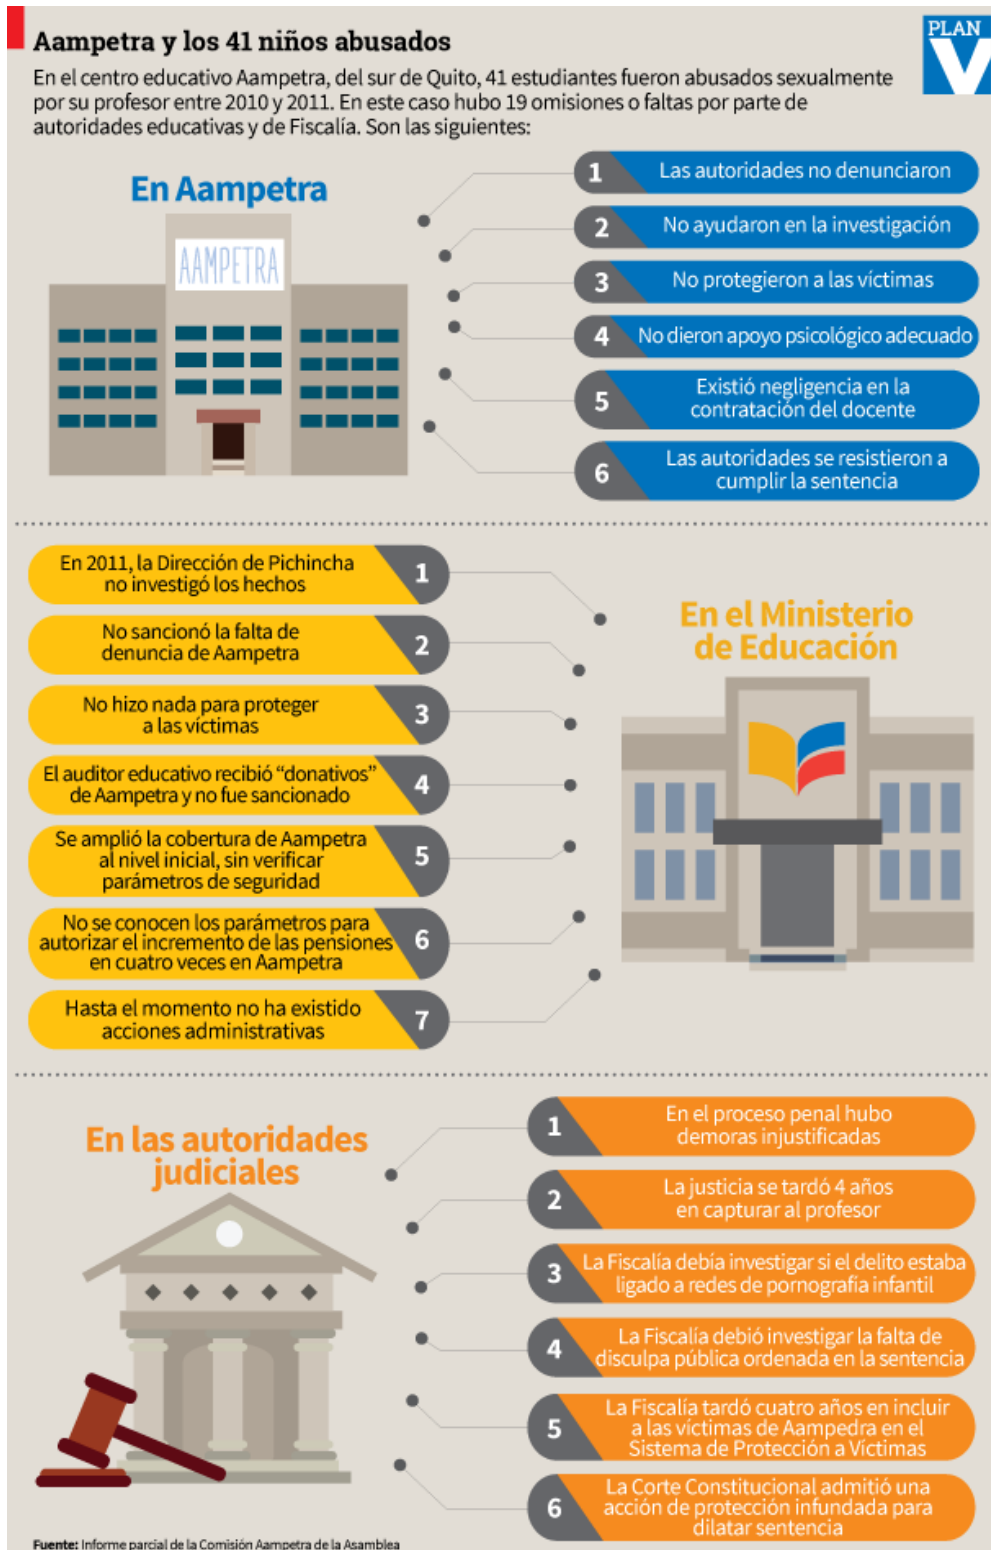 Aampetra y los 41 niños abusados
PLAN
V
En el centro educativo Aampetra, del sur de Quito, 41 estudiantes fueron abusados sexualmente
por su profesor entre 2010 y 2011. En este caso hubo 19 omisiones o faltas por parte de
autoridades educativas y de Fiscalía. Son las siguientes:
En Aampetra
AAMPETRA
1 Las autoridades no denunciaron
2 No ayudaron en la investigación
3 No protegieron a las víctimas
4 No dieron apoyo psicológico adecuado
5 Existió negligencia en la
contratación del docente
6 Las autoridades se resistieron a
cumplir la sentencia
En el Ministerio
de Educación
En 2011, la Dirección de Pichincha
no investigó los hechos 1
No sancionó la falta de
denuncia de Aampetra 2
No hizo nada para proteger
a las víctimas 3
El auditor educativo recibió “donativos”
de Aampetra y no fue sancionado 4
Se amplió la cobertura de Aampetra
al nivel inicial, sin verificar
parámetros de seguridad 5
No se conocen los parámetros para
autorizar el incremento de las pensiones
en cuatro veces en Aampetra 6
Hasta el momento no ha existido
acciones administrativas 7
En las autoridades
judiciales
1 En el proceso penal hubo
demoras injustificadas
2 La justicia se tardó 4 años
en capturar al profesor
3 La Fiscalía debía investigar si el delito estaba
ligado a redes de pornografía infantil
4 La Fiscalía debió investigar la falta de
disculpa pública ordenada en la sentencia
5 La Fiscalía tardó cuatro años en incluir
a las víctimas de Aampedra en el
Sistema de Protección a Víctimas
6 La Corte Constitucional admitió una
acción de protección infundada para
dilatar sentencia
Fuente: Informe parcial de la Comisión Aampetra de la Asamblea